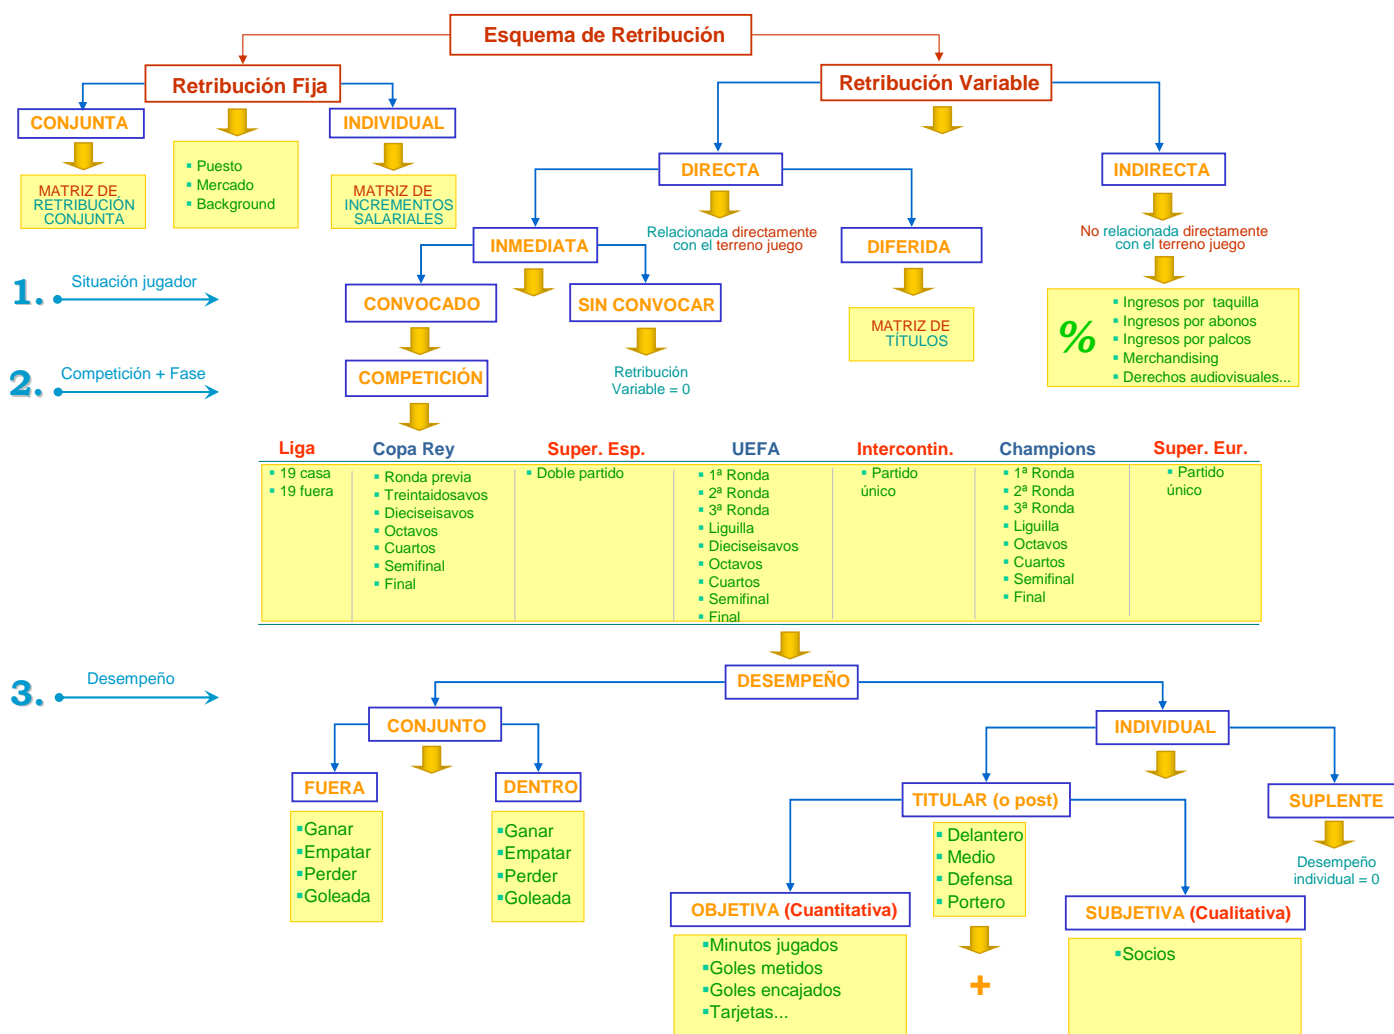 Esquema de Retribución
Retribución Fija
Retribución Variable
CONJUNTA
INDIVIDUAL
MATRIZ DE
RETRIBUCIÓN
CONJUNTA
▪ Puesto
▪ Mercado
▪ Background
MATRIZ DE
INCREMENTOS
SALARIALES
DIRECTA
INDIRECTA
Relacionada directamente
con el terreno juego
No relacionada directamente
con el terreno juego
INMEDIATA
DIFERIDA
1.
Situación jugador
CONVOCADO
SIN CONVOCAR
MATRIZ DE
TÍTULOS
%
▪ Ingresos por taquilla
▪ Ingresos por abonos
▪ Ingresos por palcos
▪ Merchandising
▪ Derechos audiovisuales...
2.
Competición + Fase
COMPETICIÓN
Retribución
Variable = 0
Liga
▪ 19 casa
▪ 19 fuera
Copa Rey
▪ Ronda previa
▪ Treintaidosavos
▪ Dieciseisavos
▪ Octavos
▪ Cuartos
▪ Semifinal
▪ Final
Super. Esp.
▪ Doble partido
UEFA
▪ 1ª Ronda
▪ 2ª Ronda
▪ 3ª Ronda
▪ Liguilla
▪ Dieciseisavos
▪ Octavos
▪ Cuartos
▪ Semifinal
▪ Final
Intercontin.
▪ Partido
único
Champions
▪ 1ª Ronda
▪ 2ª Ronda
▪ 3ª Ronda
▪ Liguilla
▪ Octavos
▪ Cuartos
▪ Semifinal
▪ Final
Super. Eur.
▪ Partido
único
3.
Desempeño
DESEMPEÑO
CONJUNTO
INDIVIDUAL
FUERA
▪Ganar
▪Empatar
▪Perder
▪Goleada
DENTRO
▪Ganar
▪Empatar
▪Perder
▪Goleada
TITULAR (o post)
▪ Delantero
▪ Medio
▪ Defensa
▪ Portero
SUPLENTE
Desempeño
individual = 0
OBJETIVA (Cuantitativa)
▪Minutos jugados
▪Goles metidos
▪Goles encajados
▪Tarjetas...
+
SUBJETIVA (Cualitativa)
▪Socios